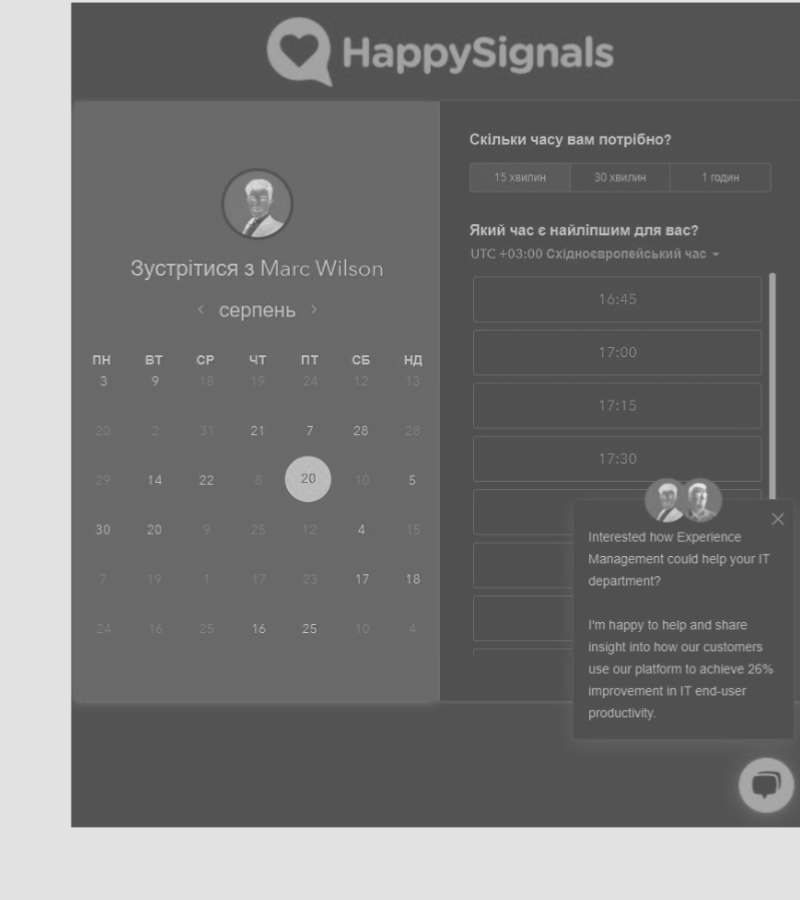 HappySignals
Зустрітися з Marc Wilson
серпень
ПН ВТ СР ЧТ ПТ СБ НД
3 9 18 19 24 12 13
20 2 31 21 7 28 28
29 14 22 8 20 10 5
30 20 9 25 12 4 15
7 19 1 17 23 17 18
24 16 25 16 25 10 4
Скільки часу вам потрібно?
15 хвилин 30 хвилин 1 годин
Який час є найліпшим для вас?
UTC +03:00 Східноєвропейський час
16:45
17:00
17:15
17:30
Interested how Experience
Management could help your IT
department?
I'm happy to help and share
insight into how our customers
use our platform to achieve 26%
improvement in IT end-user
productivity.